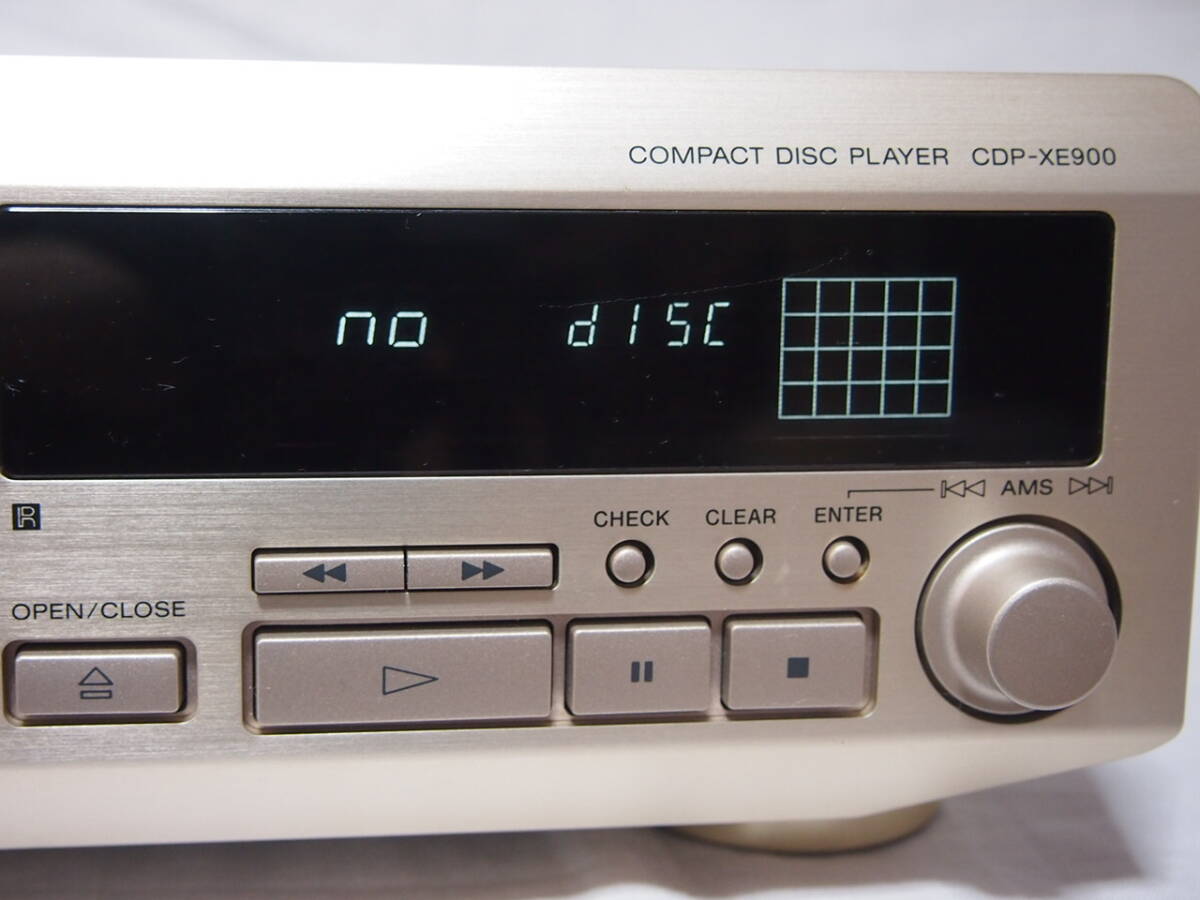 COMPACT DISC PLAYER CDP-XE900
no dISC
AMS
CHECK CLEAR ENTER
R
OPEN/CLOSE